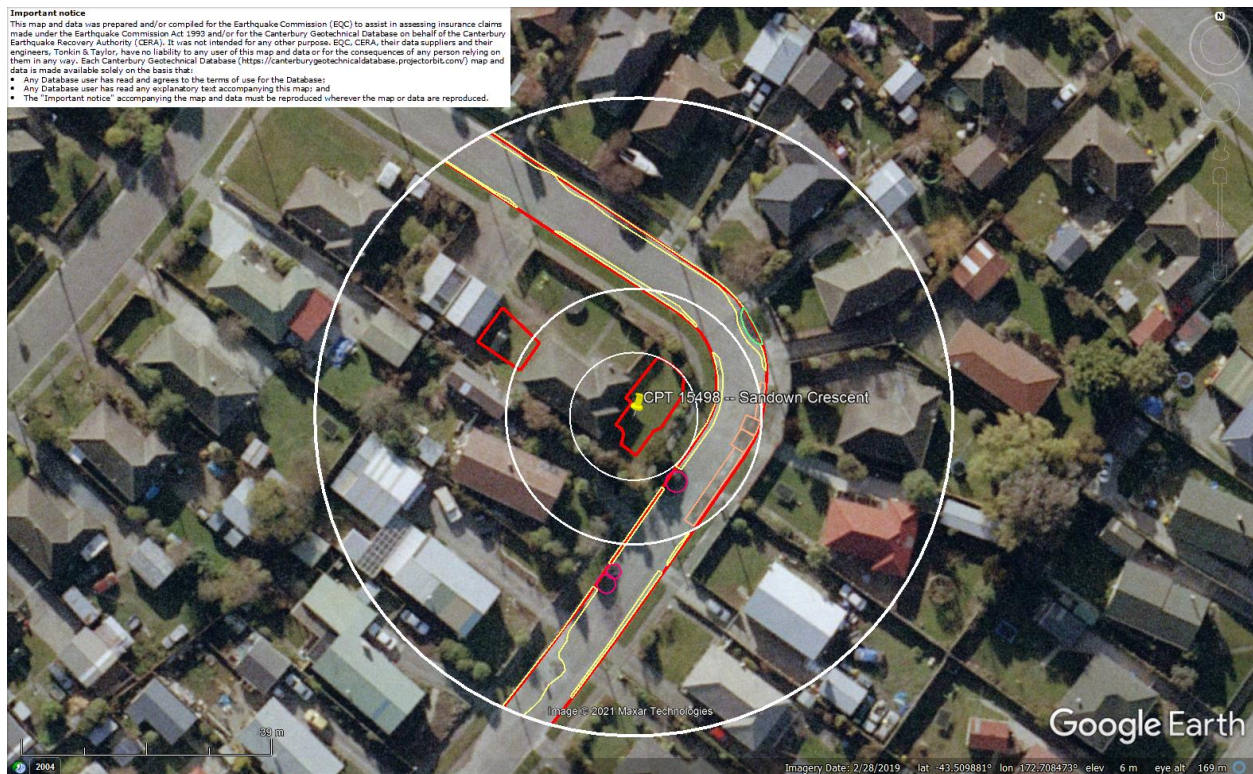 Important notice
This map and data was prepared and/or compiled for the Earthquake Commission (EQC) to assist in assessing insurance claims
made under the Earthquake Commission Act 1993 and/or for the Canterbury Geotechnical Database on behalf of the Canterbury
Earthquake Recovery Authority (CERA). It was not intended for any other purpose. EQC, CERA, their data suppliers and their
engineers, Tonkin & Taylor, have no liability to any user of this map and data or for the consequences of any person relying on
them in any way. Each Canterbury Geotechnical Database (https://canterburygeotechnicaldatabase.projectorbit.com/) map and
data is made available solely on the basis that:
• Any Database user has read and agrees to the terms of use for the Database;
• Any Database user has read any explanatory text accompanying this map; and
• The "Important notice" accompanying the map and data must be reproduced wherever the map or data are reproduced.
N
CPT 15498 -- Sandown Crescent
Image © 2021 Maxar Technologies
Google Earth
39 m
2004
Imagery Date: 2/28/2019 lat -43.509881° lon 172.708473° elev 6 m eye alt 169 m